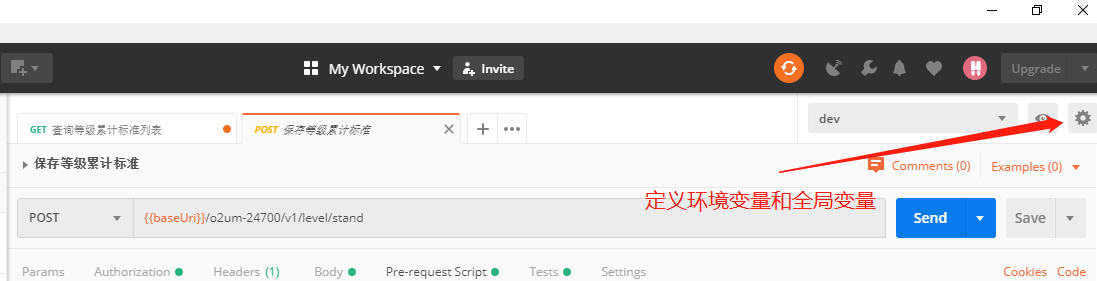 My Workspace
Invite
Upgrade
GET 查询等级累计标准列表
POST 保存等级累计标准
dev
保存等级累计标准
Comments (0)
Examples (0)
定义环境变量和全局变量
POST
{{baseUri}}/o2um-24700/v1/level/stand
Send
Save
Params
Authorization
Headers (1)
Body
Pre-request Script
Tests
Settings
Cookies
Code